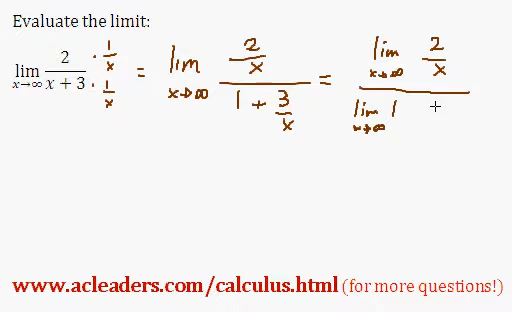 Evaluate the limit:
lim x→∞ 2/(x + 3) · (1/x)/(1/x) = lim x→∞ (2/x)/(1 + 3/x) = (lim x→∞ 2/x)/(lim x→∞ 1 +
www.acleaders.com/calculus.html (for more questions!)